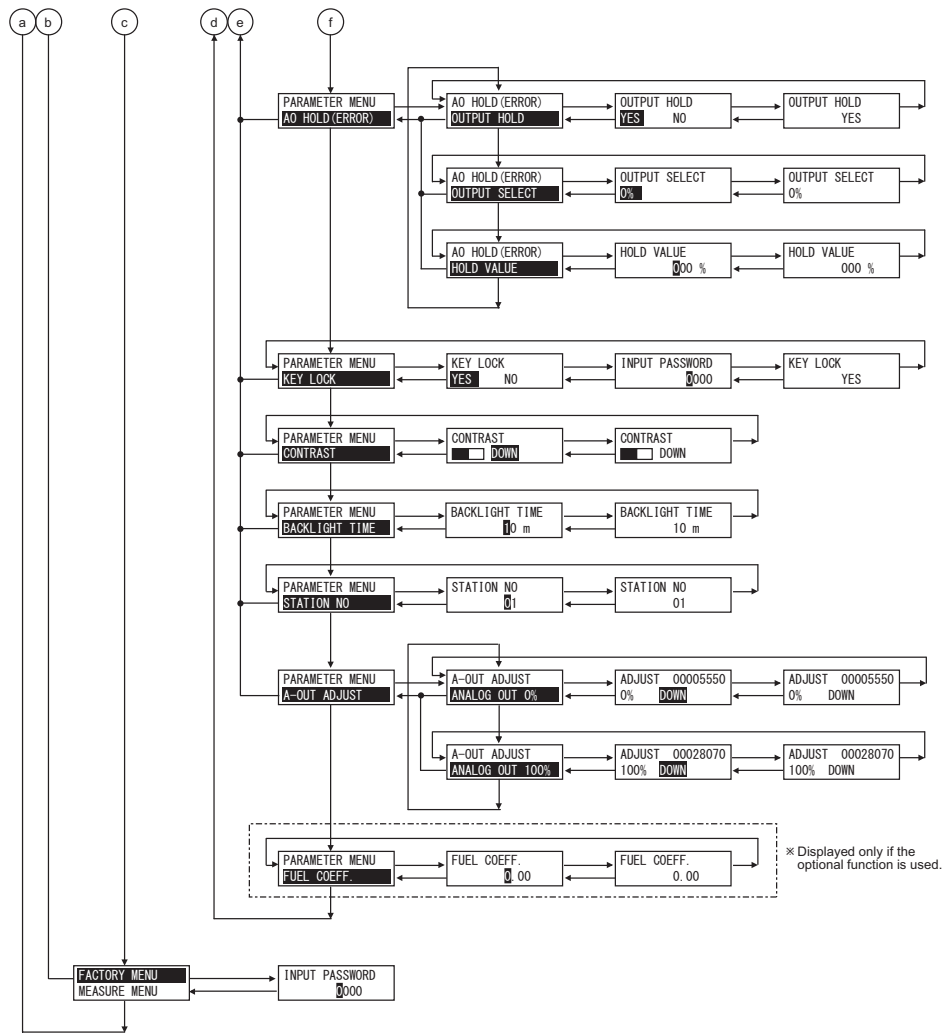 a b c d e f
PARAMETER MENU
AO HOLD(ERROR)
AO HOLD(ERROR)
OUTPUT HOLD
OUTPUT HOLD
YES NO
OUTPUT HOLD
YES
AO HOLD(ERROR)
OUTPUT SELECT
OUTPUT SELECT
0%
OUTPUT SELECT
0%
AO HOLD(ERROR)
HOLD VALUE
HOLD VALUE
000 %
HOLD VALUE
000 %
PARAMETER MENU
KEY LOCK
KEY LOCK
YES NO
INPUT PASSWORD
0000
KEY LOCK
YES
PARAMETER MENU
CONTRAST
CONTRAST
DOWN
CONTRAST
DOWN
PARAMETER MENU
BACKLIGHT TIME
BACKLIGHT TIME
10 m
BACKLIGHT TIME
10 m
PARAMETER MENU
STATION NO
STATION NO
01
STATION NO
01
PARAMETER MENU
A-OUT ADJUST
A-OUT ADJUST
ANALOG OUT 0%
ADJUST 00005550
0% DOWN
ADJUST 00005550
0% DOWN
A-OUT ADJUST
ANALOG OUT 100%
ADJUST 00028070
100% DOWN
ADJUST 00028070
100% DOWN
PARAMETER MENU
FUEL COEFF.
FUEL COEFF.
0.00
FUEL COEFF.
0.00
※ Displayed only if the
optional function is used.
FACTORY MENU
MEASURE MENU
INPUT PASSWORD
0000